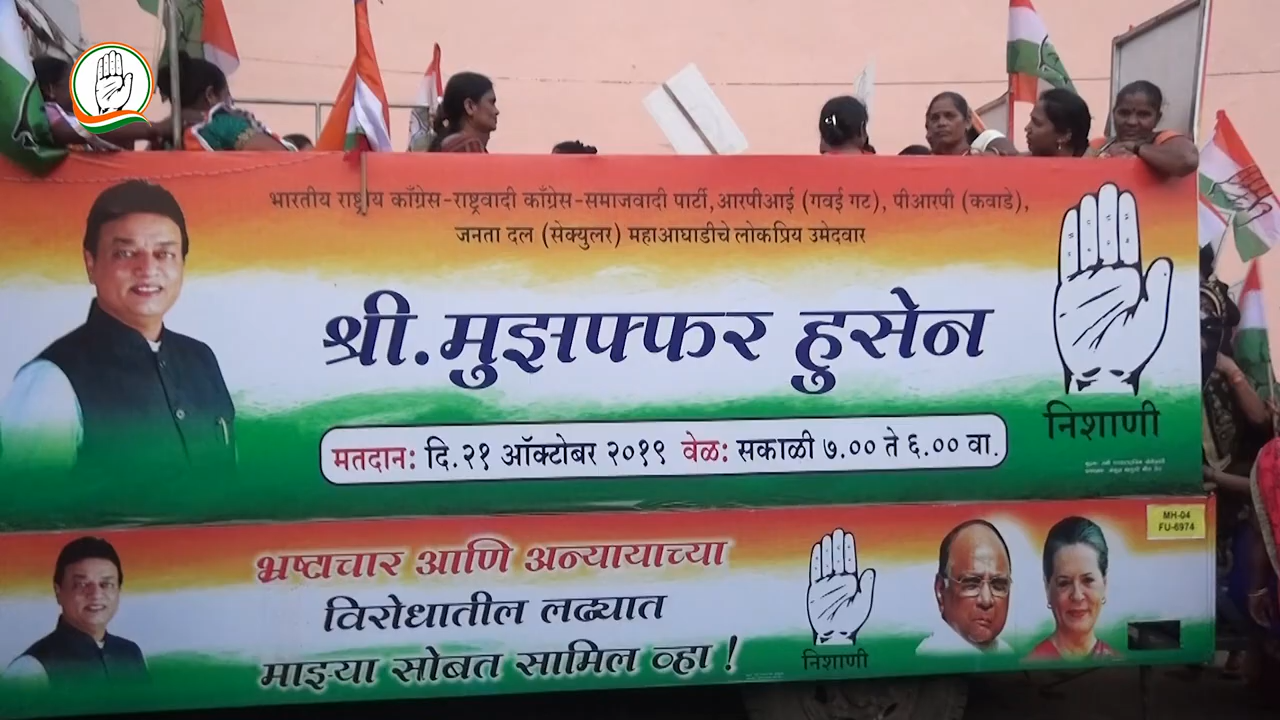 भारतीय राष्ट्रीय काँग्रेस-राष्ट्रवादी काँग्रेस-समाजवादी पार्टी,आरपीआई (गवई गट), पीआरपी (कवाडे),
जनता दल (सेक्युलर) महाआघाडीचे लोकप्रिय उमेदवार
श्री.मुझफ्फर हुसेन
निशाणी
मतदान: दि.२१ ऑक्टोबर २०१९ वेळ: सकाळी ७.०० ते ६.०० वा.
MH-04
FU-6974
भ्रष्टाचार आणि अन्यायाच्या
विरोधातील लढ्यात
माझ्या सोबत सामिल व्हा !
निशाणी